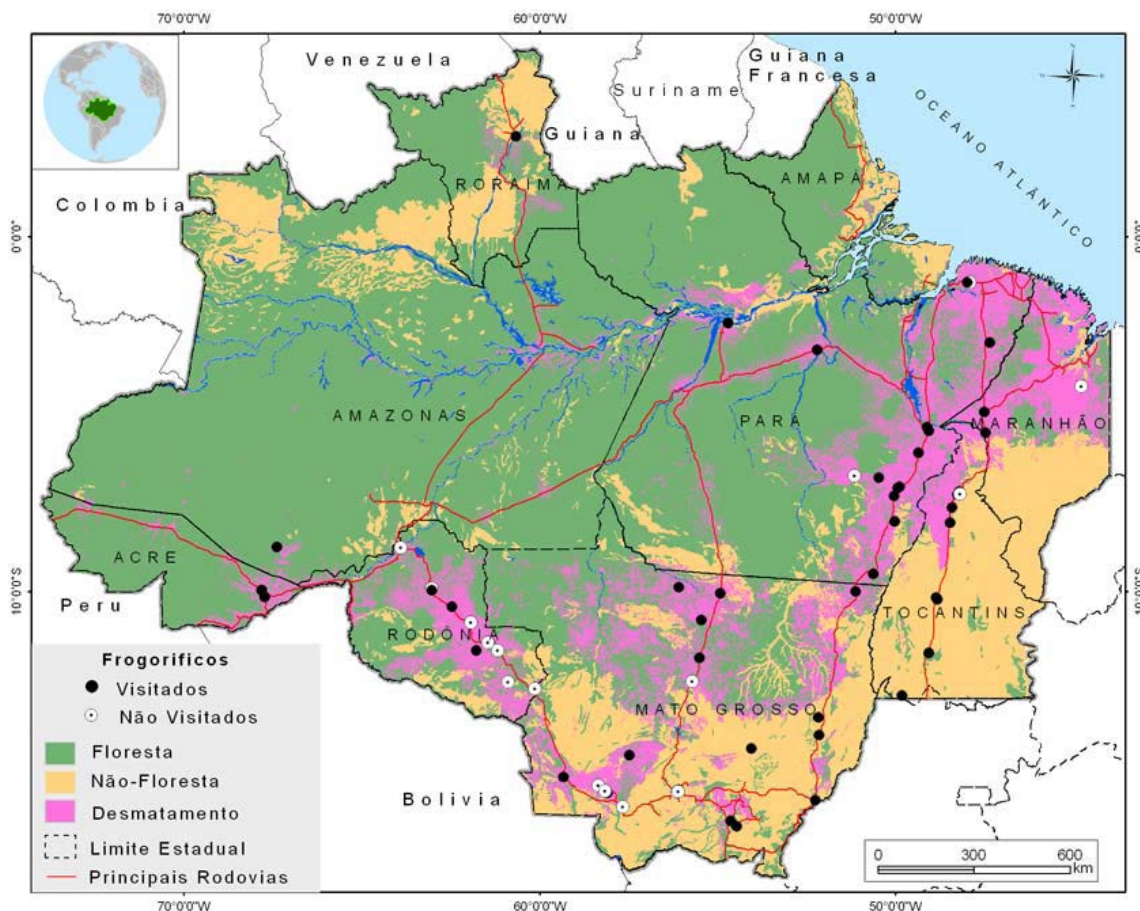 70°0'0"W 60°0'0"W 50°0'0"W
Venezuela
Guiana
Francesa
Suriname
Guiana
OCEANO ATLÂNTICO
Colombia
RORAIMA
AMAPÁ
0°0'0" 0°0'0"
AMAZONAS
PARÁ
MARANHÃO
ACRE
10°0'0"S 10°0'0"S
Peru
TOCANTINS
RODÔNIA
MATO GROSSO
Bolivia
Frogorificos
Visitados
Não Visitados
Floresta
Não-Floresta
Desmatamento
Limite Estadual
Principais Rodovias
0 300 600
km
70°0'0"W 60°0'0"W 50°0'0"W